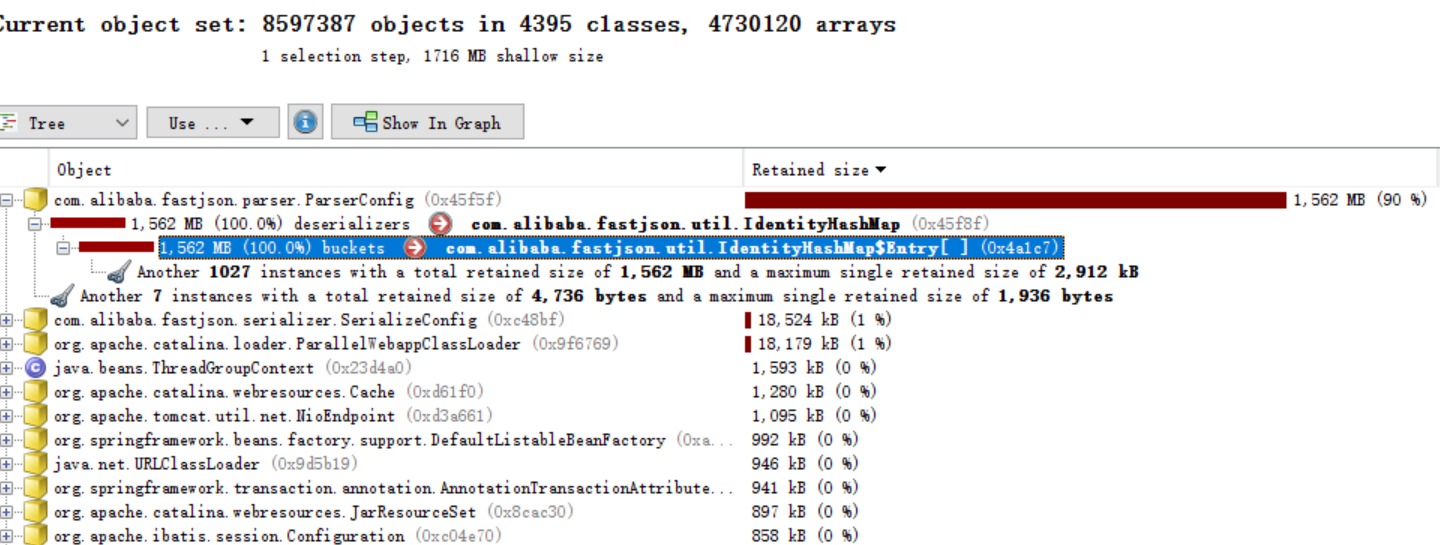 Current object set: 8597387 objects in 4395 classes, 4730120 arrays
1 selection step, 1716 MB shallow size
Tree Use ... Show In Graph
Object Retained size
com.alibaba.fastjson.parser.ParserConfig (0x45f5f) 1,562 MB (90 %)
1,562 MB (100.0%) deserializers com.alibaba.fastjson.util.IdentityHashMap (0x45f8f)
1,562 MB (100.0%) buckets com.alibaba.fastjson.util.IdentityHashMap$Entry[ ] (0x4a1c7)
Another 1027 instances with a total retained size of 1,562 MB and a maximum single retained size of 2,912 kB
Another 7 instances with a total retained size of 4,736 bytes and a maximum single retained size of 1,936 bytes
com.alibaba.fastjson.serializer.SerializeConfig (0xc48bf) 18,524 kB (1 %)
org.apache.catalina.loader.ParallelWebappClassLoader (0x9f6769) 18,179 kB (1 %)
java.beans.ThreadGroupContext (0x23d4a0) 1,593 kB (0 %)
org.apache.catalina.webresources.Cache (0xd61f0) 1,280 kB (0 %)
org.apache.tomcat.util.net.NioEndpoint (0xd3a661) 1,095 kB (0 %)
org.springframework.beans.factory.support.DefaultListableBeanFactory (0xa... 992 kB (0 %)
java.net.URLClassLoader (0x9d5b19) 946 kB (0 %)
org.springframework.transaction.annotation.AnnotationTransactionAttribute... 941 kB (0 %)
org.apache.catalina.webresources.JarResourceSet (0x8cac30) 897 kB (0 %)
org.apache.ibatis.session.Configuration (0xc04e70) 858 kB (0 %)